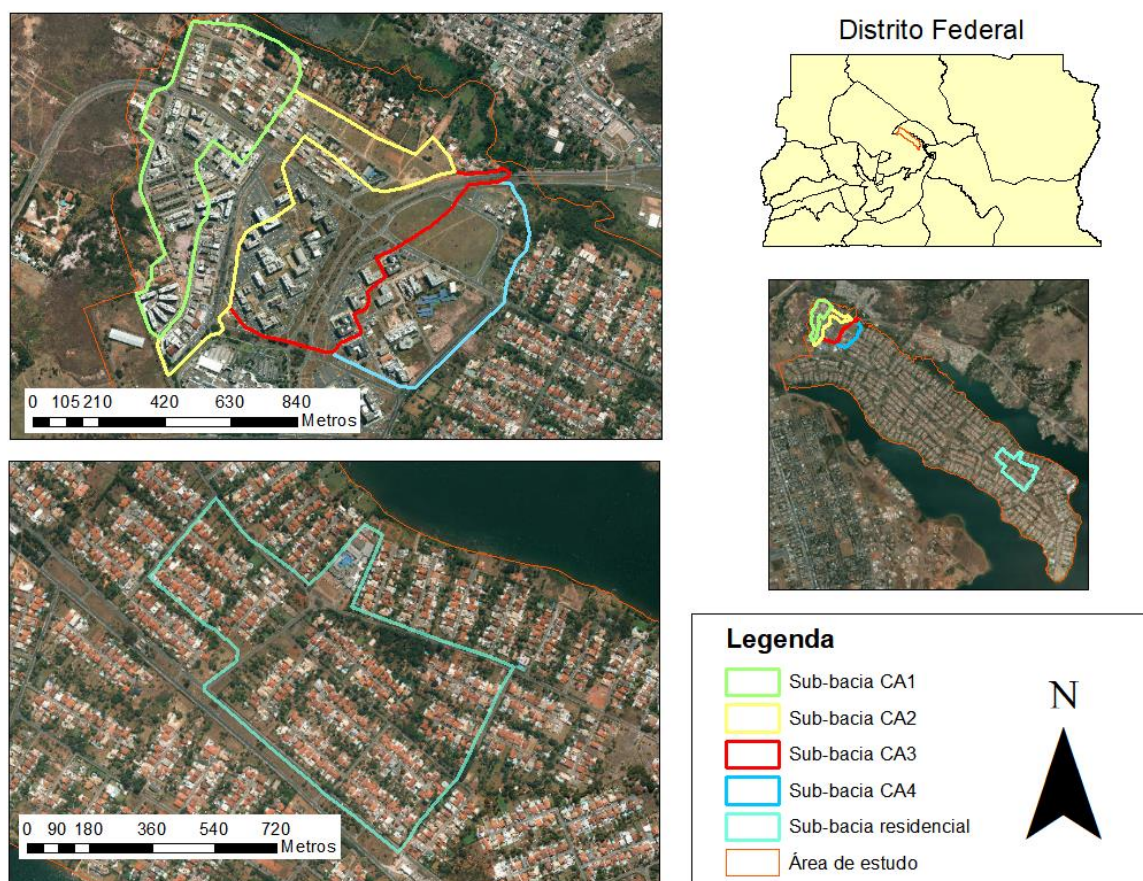 Distrito Federal
0 105 210 420 630 840
Metros
0 90 180 360 540 720
Metros
Legenda
Sub-bacia CA1
Sub-bacia CA2
Sub-bacia CA3
Sub-bacia CA4
Sub-bacia residencial
Área de estudo
N